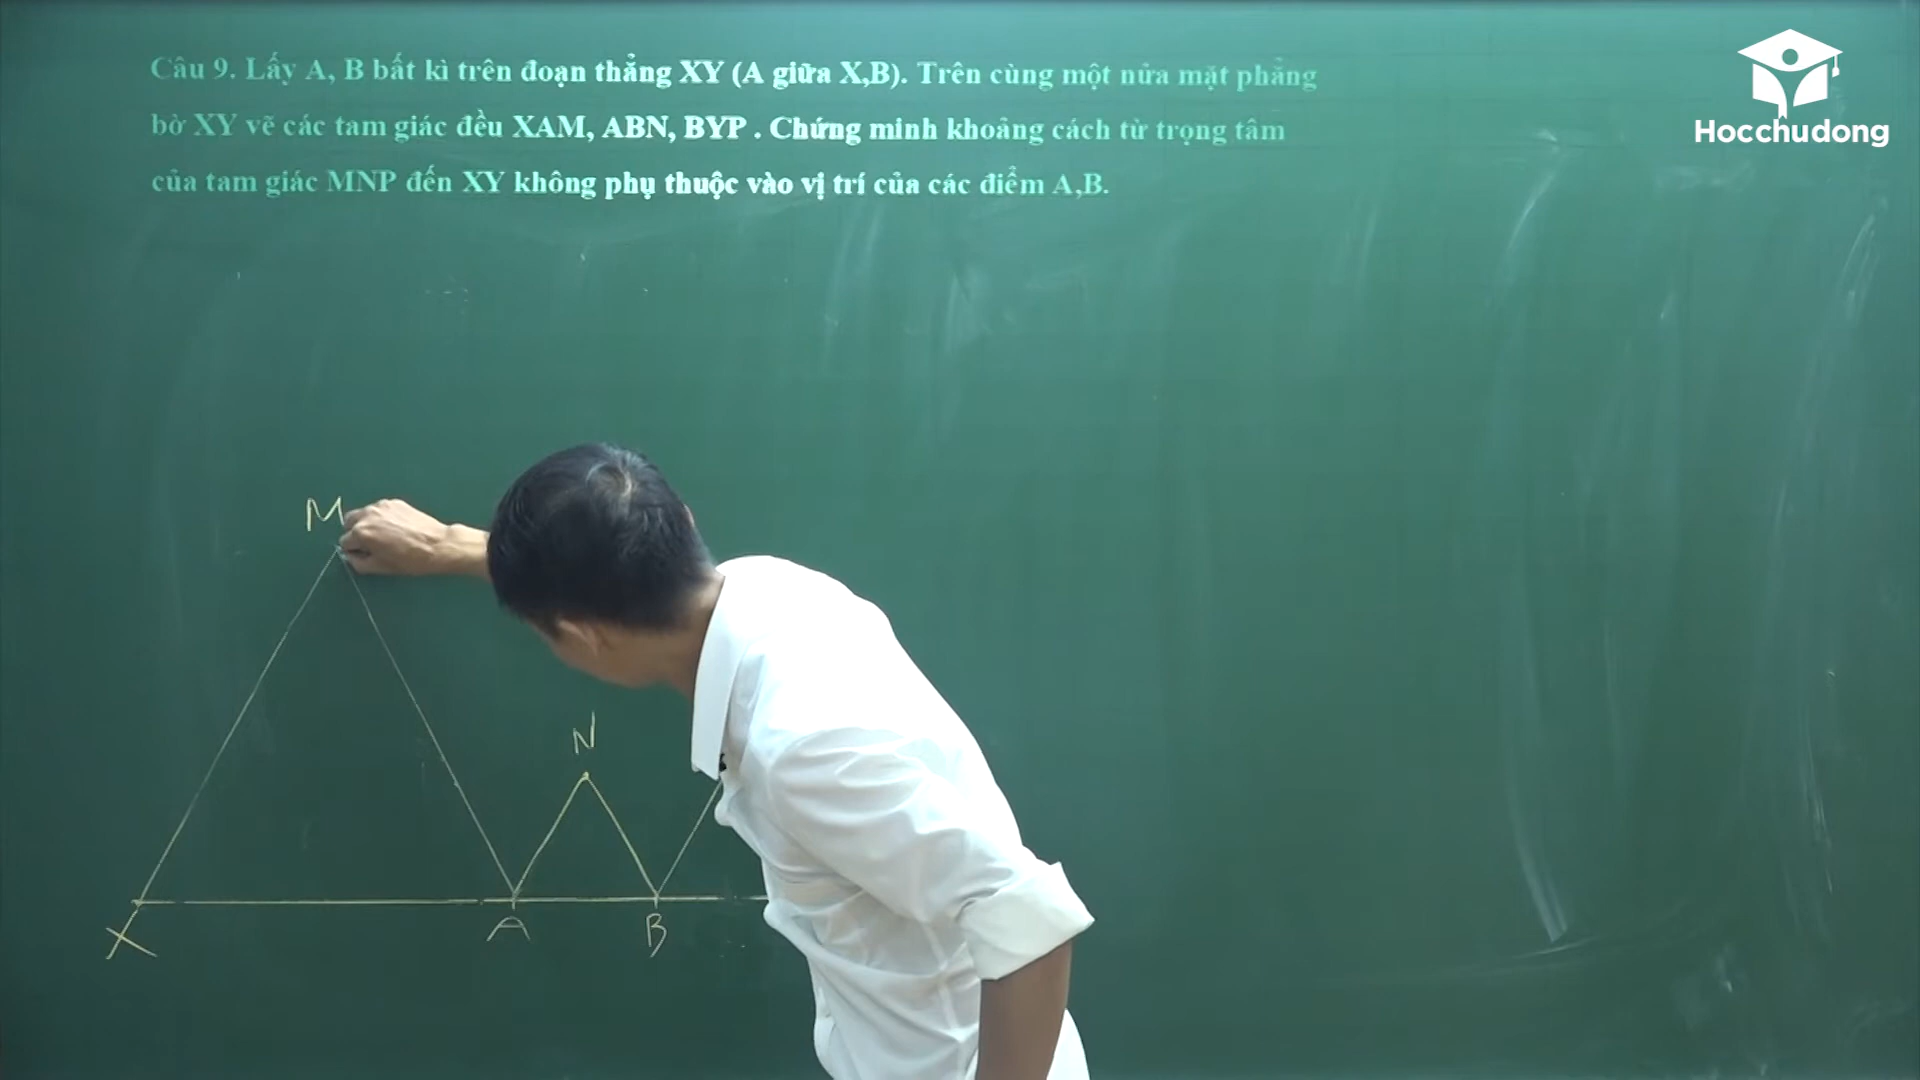 Câu 9. Lấy A, B bất kì trên đoạn thẳng XY (A giữa X,B). Trên cùng một nửa mặt phẳng
bờ XY vẽ các tam giác đều XAM, ABN, BYP . Chứng minh khoảng cách từ trọng tâm
của tam giác MNP đến XY không phụ thuộc vào vị trí của các điểm A,B.
Hocchudong
M
N
X
A
B